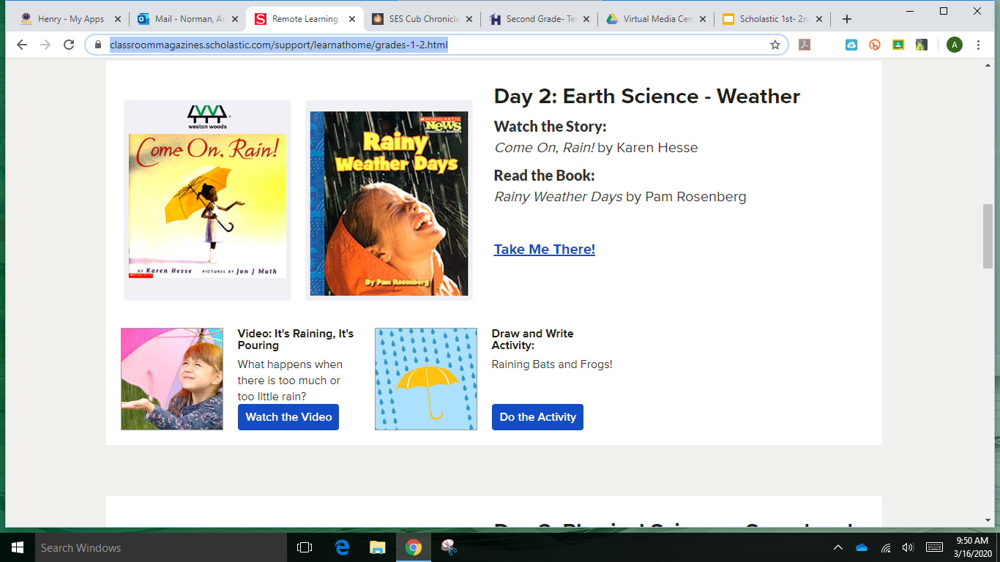 Henry - My Apps
Mail - Norman, An
Remote Learning
SES Cub Chronicle
Second Grade- Te
Virtual Media Cen
Scholastic 1st- 2n
classroommagazines.scholastic.com/support/learnathome/grades-1-2.html
A
weston woods
Come On, Rain!
BY Karen Hesse PICTURES BY Jon J Muth
SCHOLASTIC
SCHOLASTIC
News
Nonfiction Readers
Rainy
Weather Days
By Pam Rosenberg
Day 2: Earth Science - Weather
Watch the Story:
Come On, Rain! by Karen Hesse
Read the Book:
Rainy Weather Days by Pam Rosenberg
Take Me There!
Video: It's Raining, It's
Pouring
What happens when
there is too much or
too little rain?
Watch the Video
Draw and Write
Activity:
Raining Bats and Frogs!
Do the Activity
Search Windows
9:50 AM
3/16/2020